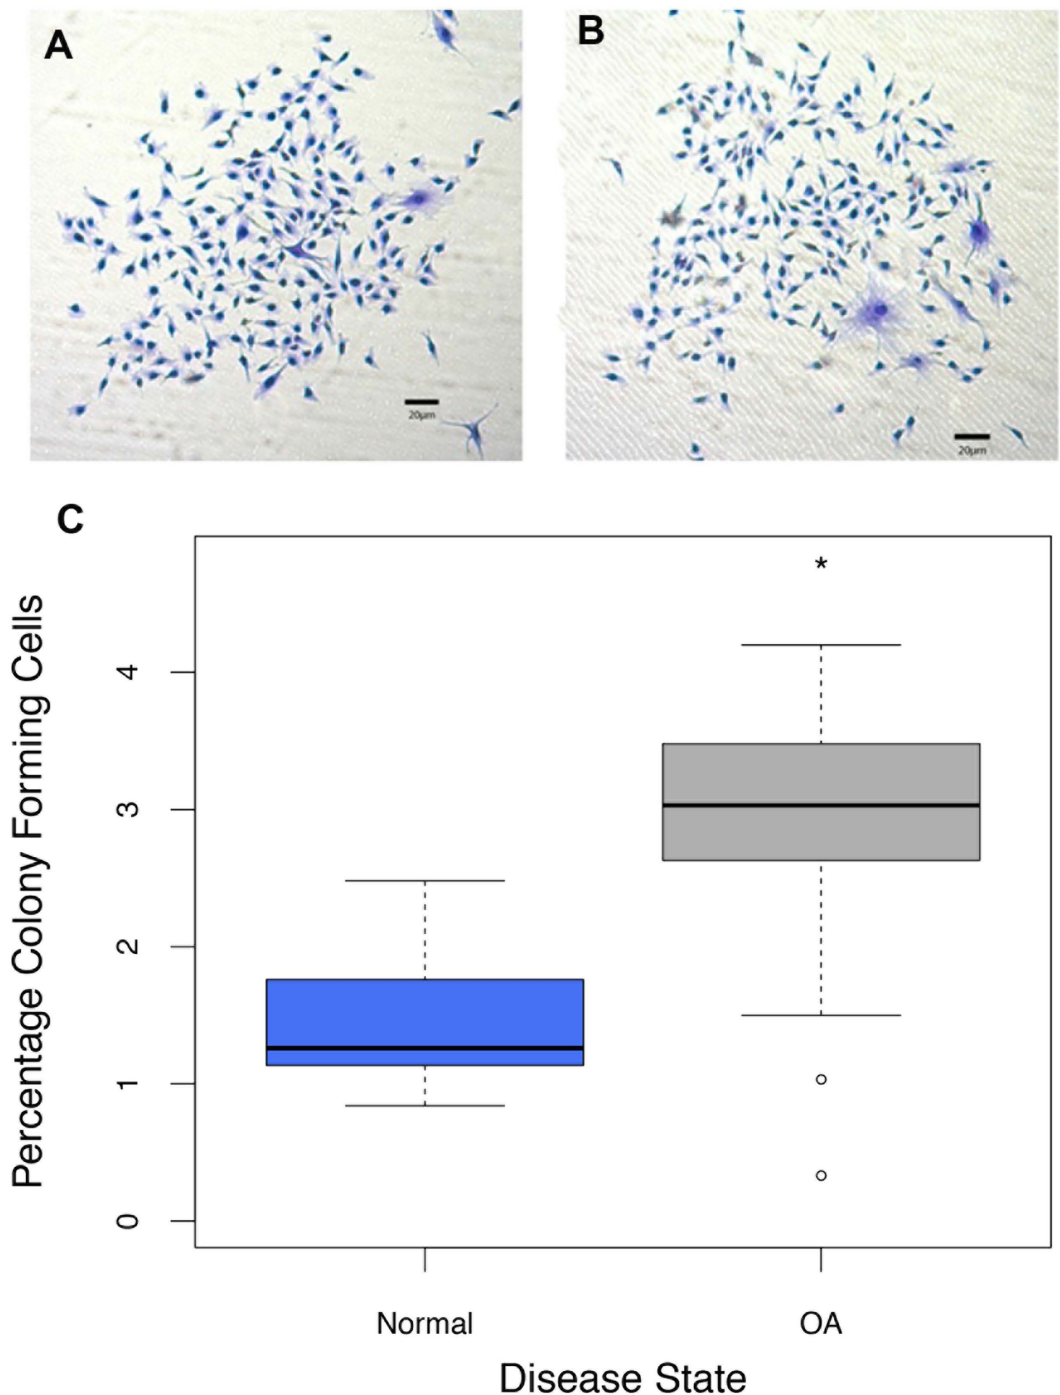 A
B
20µm
20µm
C
Percentage Colony Forming Cells
*
4
3
2
1
0
Normal
OA
Disease State